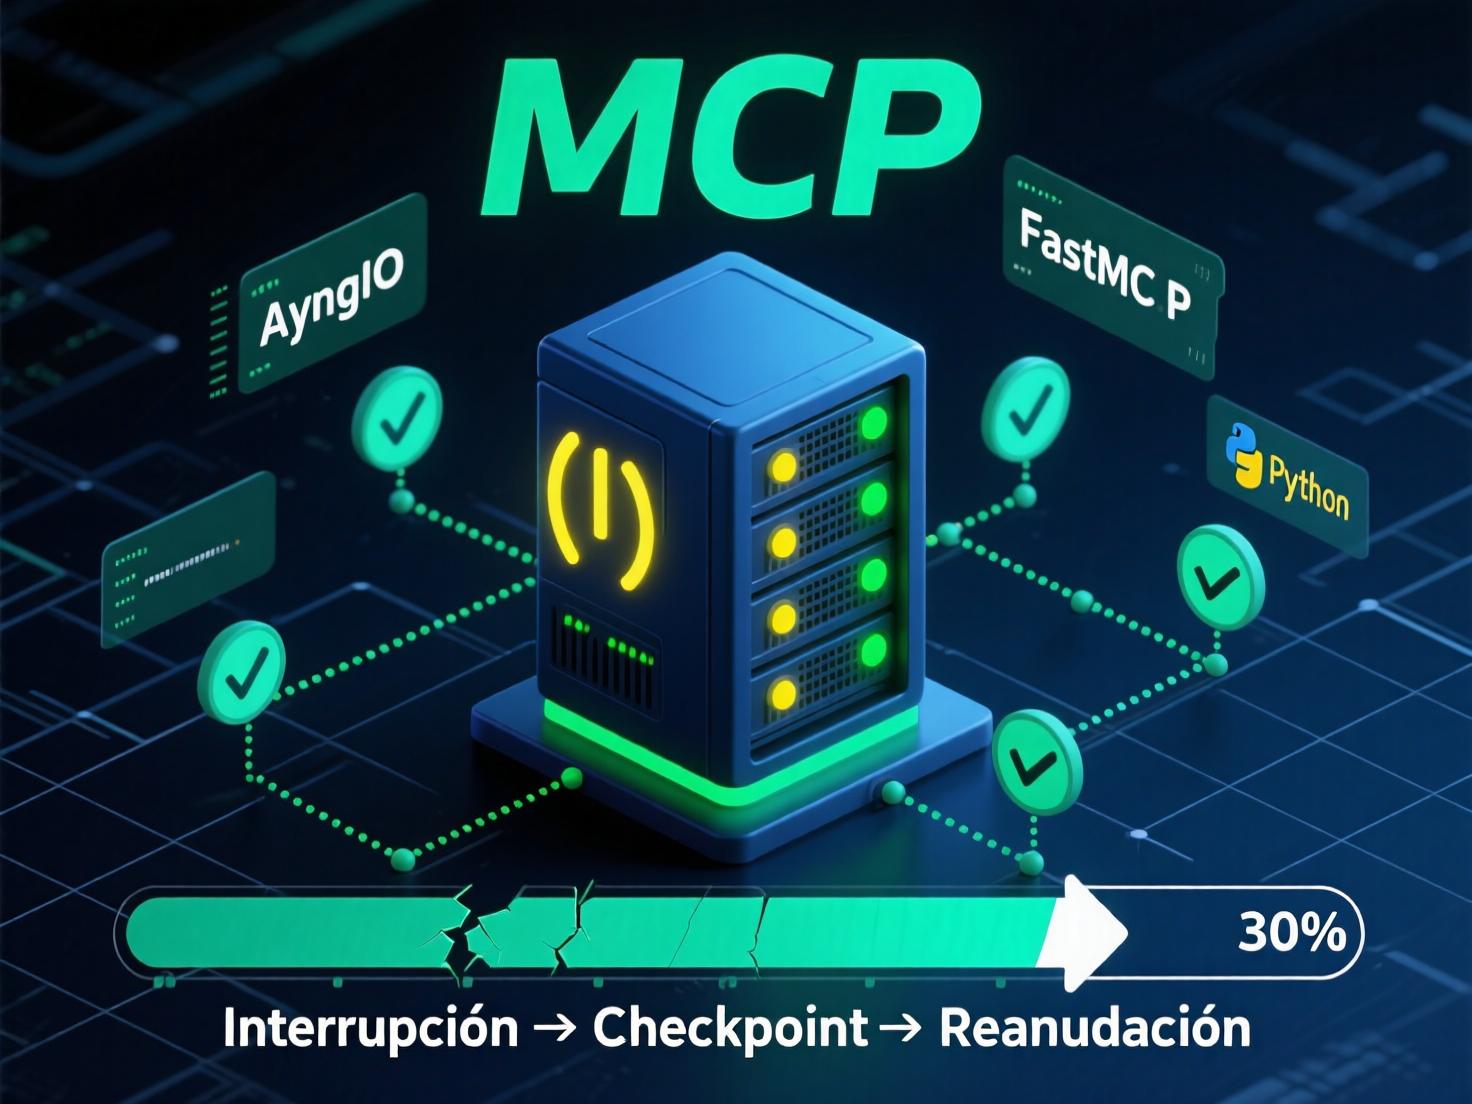 MCP
AyngIO
FastMC P
Python
30%
Interrupción → Checkpoint → Reanudación